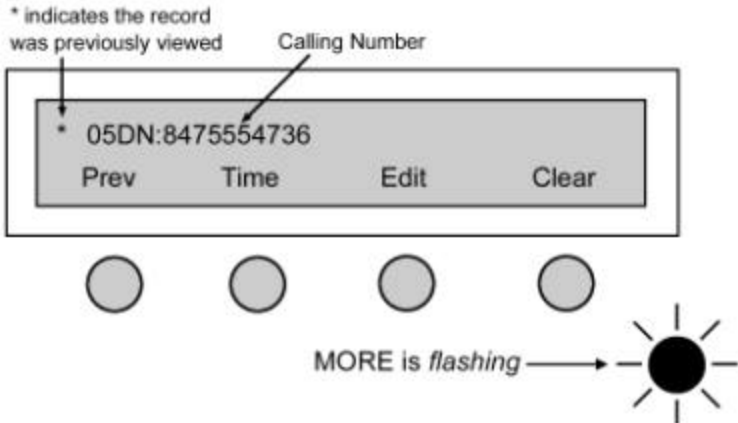 * indicates the record
was previously viewed
Calling Number
* 05DN:8475554736
Prev Time Edit Clear
MORE is flashing